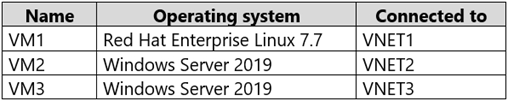 Name Operating system Connected to
VM1 Red Hat Enterprise Linux 7.7 VNET1
VM2 Windows Server 2019 VNET2
VM3 Windows Server 2019 VNET3